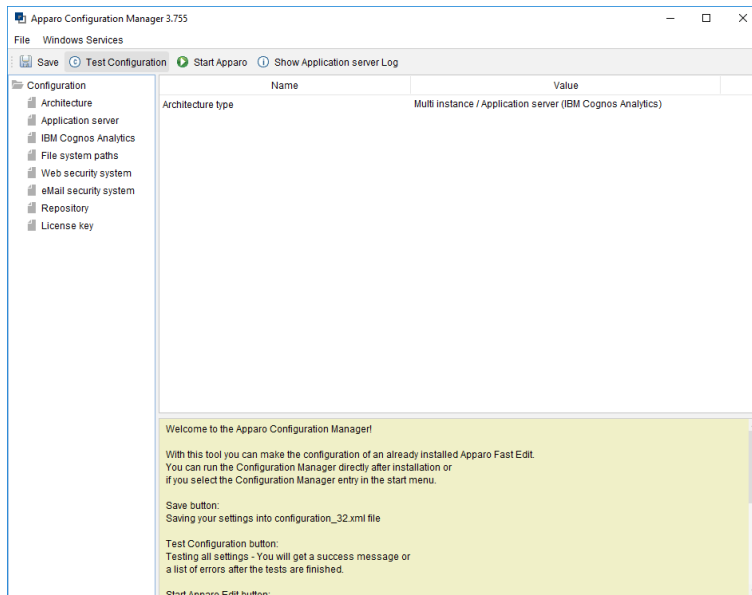 Apparo Configuration Manager 3.755
File Windows Services
Save Test Configuration Start Apparo Show Application server Log
Configuration
Architecture
Application server
IBM Cognos Analytics
File system paths
Web security system
eMail security system
Repository
License key
Name Value
Architecture type Multi instance / Application server (IBM Cognos Analytics)
Welcome to the Apparo Configuration Manager!
With this tool you can make the configuration of an already installed Apparo Fast Edit.
You can run the Configuration Manager directly after installation or
if you select the Configuration Manager entry in the start menu.
Save button:
Saving your settings into configuration_32.xml file
Test Configuration button:
Testing all settings - You will get a success message or
a list of errors after the tests are finished.
Start Apparo Edit button: